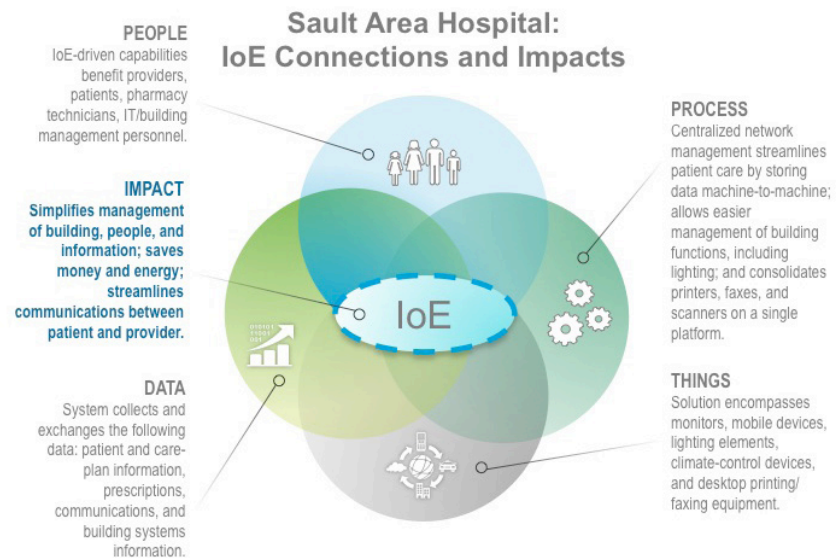 Sault Area Hospital:
IoE Connections and Impacts
PEOPLE
IoE-driven capabilities
benefit providers,
patients, pharmacy
technicians, IT/building
management personnel.
IMPACT
Simplifies management
of building, people, and
information; saves
money and energy;
streamlines
communications between
patient and provider.
DATA
System collects and
exchanges the following
data: patient and care-
plan information,
prescriptions,
communications, and
building systems
information.
IoE
PROCESS
Centralized network
management streamlines
patient care by storing
data machine-to-machine;
allows easier
management of building
functions, including
lighting; and consolidates
printers, faxes, and
scanners on a single
platform.
THINGS
Solution encompasses
monitors, mobile devices,
lighting elements,
climate-control devices,
and desktop printing/
faxing equipment.